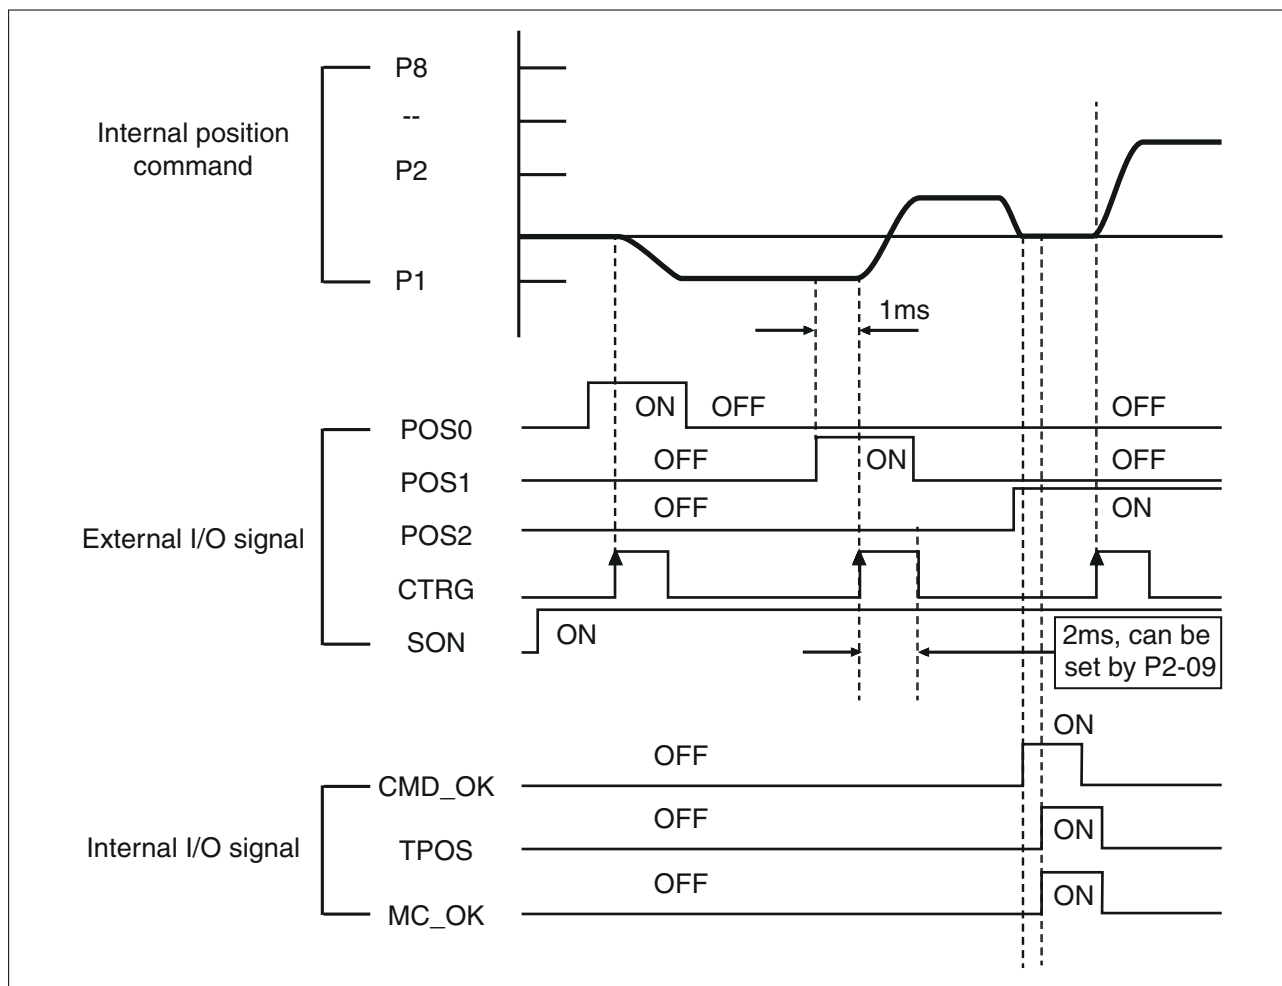 P8
--
Internal position
command
P2
P1
1ms
ON OFF OFF
POS0
OFF ON OFF
POS1
OFF ON
POS2
External I/O signal
CTRG
SON
ON
2ms, can be
set by P2-09
ON
OFF
CMD_OK
OFF ON
Internal I/O signal
TPOS
OFF ON
MC_OK